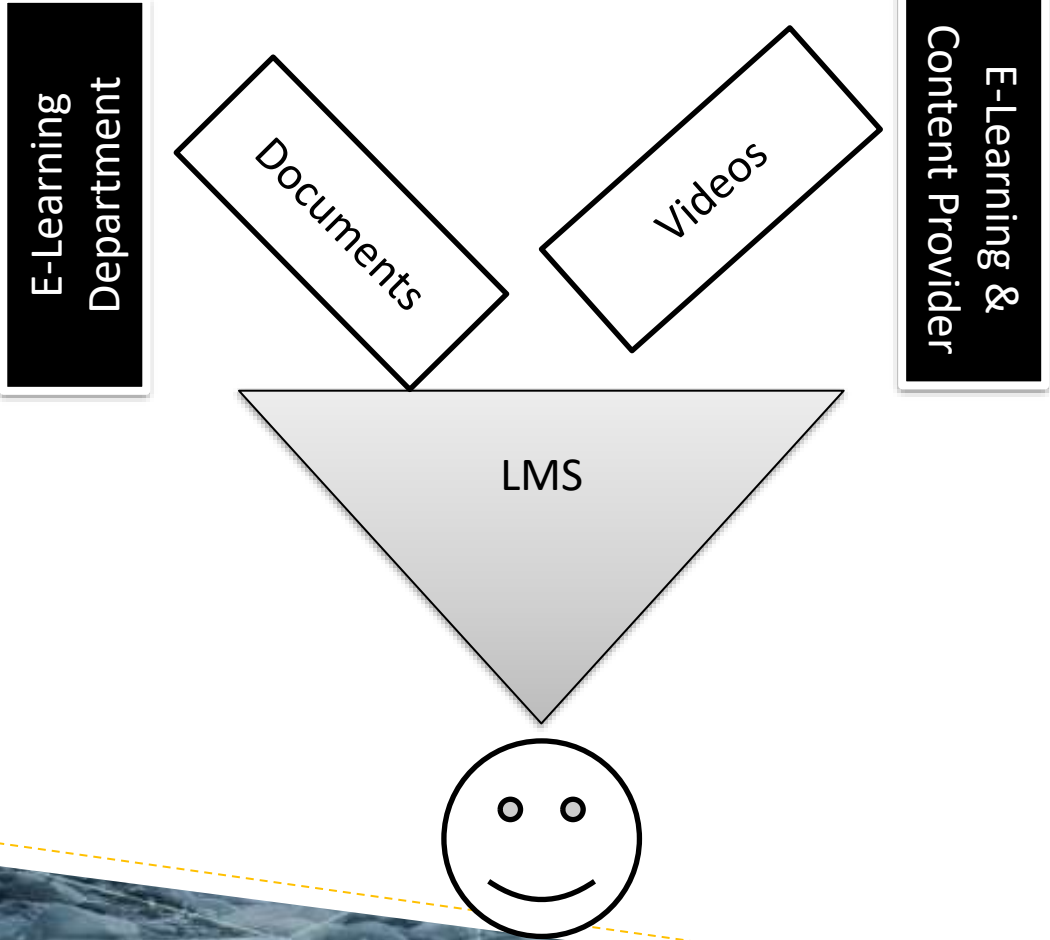 E-Learning
Department
Documents
Videos
E-Learning &
Content Provider
LMS